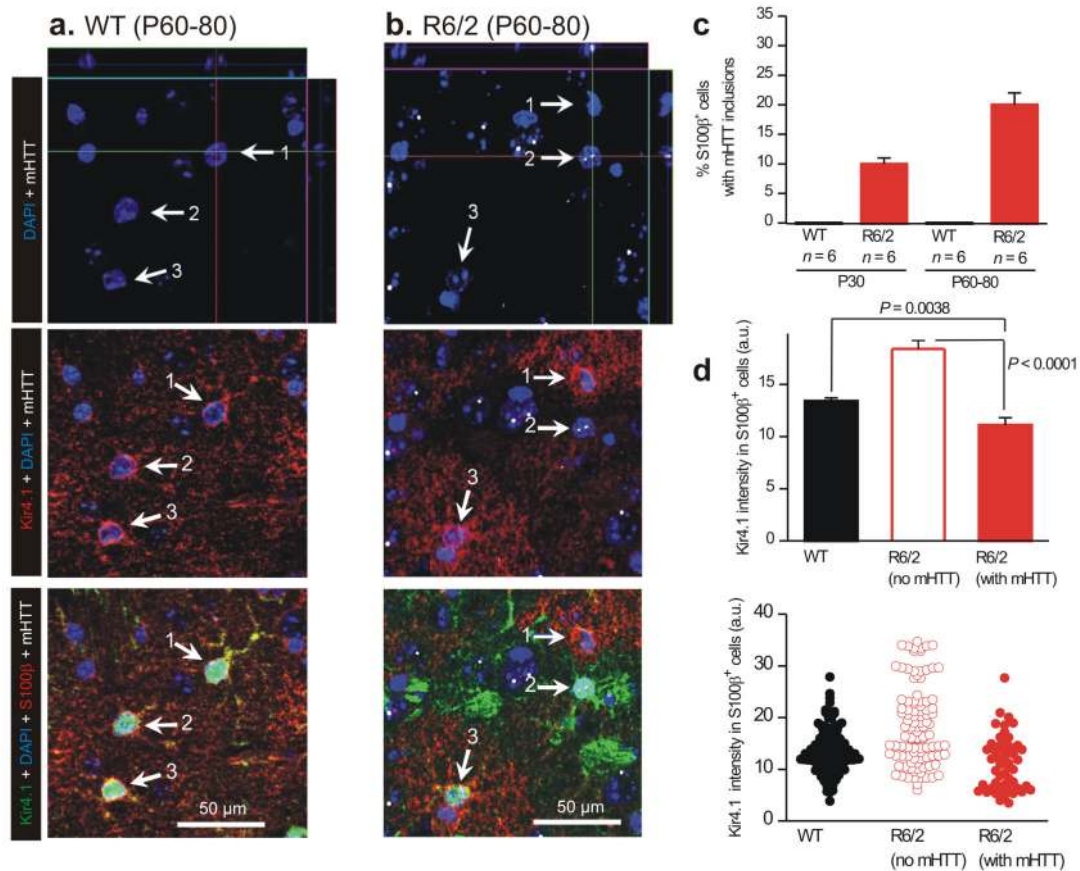 a. WT (P60-80)
DAPI + mHTT
1
2
3
Kir4.1 + DAPI + mHTT
1
2
3
Kir4.1 + DAPI + S100β + mHTT
1
2
3
50 µm
b. R6/2 (P60-80)
1
2
3
1
2
3
1
2
3
50 µm
c
% S100β+ cells
with mHTT inclusions
35
30
25
20
15
10
5
0
WT R6/2 WT R6/2
n = 6 n = 6 n = 6 n = 6
P30 P60-80
d
P = 0.0038
P < 0.0001
Kir4.1 intensity in S100β+ cells (a.u.)
15
10
5
0
WT R6/2 R6/2
(no mHTT) (with mHTT)
Kir4.1 intensity in S100β+ cells (a.u.)
40
30
20
10
0
WT R6/2 R6/2
(no mHTT) (with mHTT)